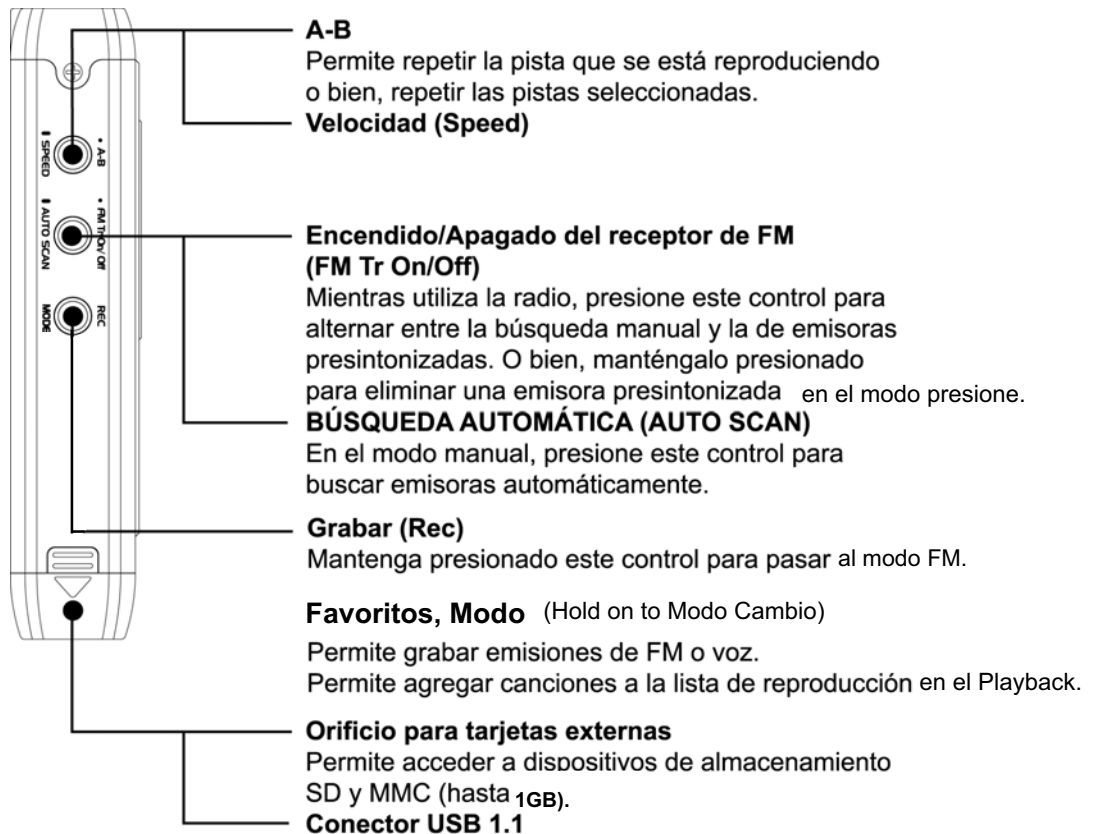 A-B
Permite repetir la pista que se está reproduciendo
o bien, repetir las pistas seleccionadas.
Velocidad (Speed)
• A-B
SPEED
• FM Tr On/Off
AUTO SCAN
REC
MODE
Encendido/Apagado del receptor de FM
(FM Tr On/Off)
Mientras utiliza la radio, presione este control para
alternar entre la búsqueda manual y la de emisoras
presintonizadas. O bien, manténgalo presionado
para eliminar una emisora presintonizada en el modo presione.
BÚSQUEDA AUTOMÁTICA (AUTO SCAN)
En el modo manual, presione este control para
buscar emisoras automáticamente.
Grabar (Rec)
Mantenga presionado este control para pasar al modo FM.
Favoritos, Modo (Hold on to Modo Cambio)
Permite grabar emisiones de FM o voz.
Permite agregar canciones a la lista de reproducción en el Playback.
Orificio para tarjetas externas
Permite acceder a dispositivos de almacenamiento
SD y MMC (hasta 1GB).
Conector USB 1.1